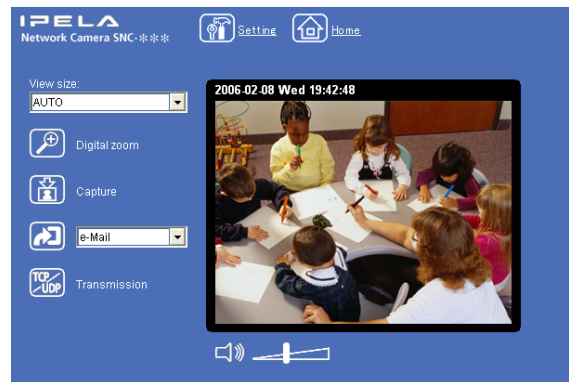 IPELA
Network Camera SNC-***
Setting
Home
View size:
AUTO
2006-02-08 Wed 19:42:48
Digital zoom
Capture
e-Mail
TCP/UDP
Transmission